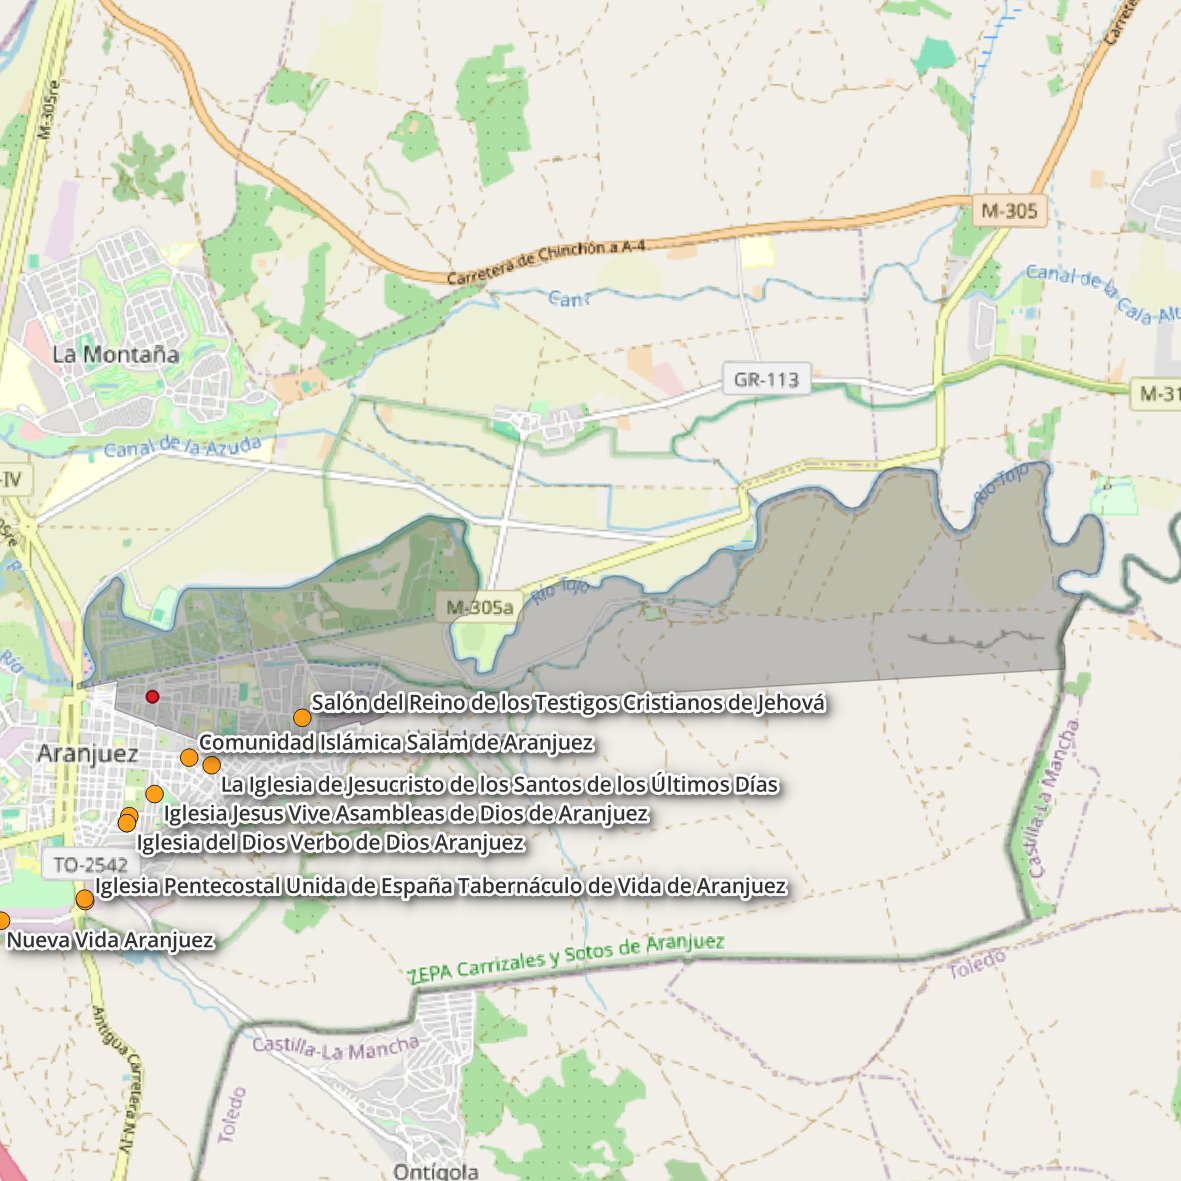 Carrete
M-305re
M-305
Carretera de Chinchón a A-4
Canal de la Caja Alu
Can?
La Montaña
GR-113
M-31
Canal de la Azuda
-IV
Río Tajo
M-305a
Río Tajo
Río
Salón del Reino de los Testigos Cristianos de Jehová
Comunidad Islámica Salam de Aranjuez
Aranjuez
La Iglesia de Jesucristo de los Santos de los Últimos Días
Iglesia Jesus Vive Asambleas de Dios de Aranjuez
Iglesia del Dios Verbo de Dios Aranjuez
TO-2542
Iglesia Pentecostal Unida de España Tabernáculo de Vida de Aranjuez
Nueva Vida Aranjuez
Castilla-La Mancha
ZEPA Carrizales y Sotos de Aranjuez
Toledo
Antigua Carretera N-IV
Castilla-La Mancha
Toledo
Ontígola